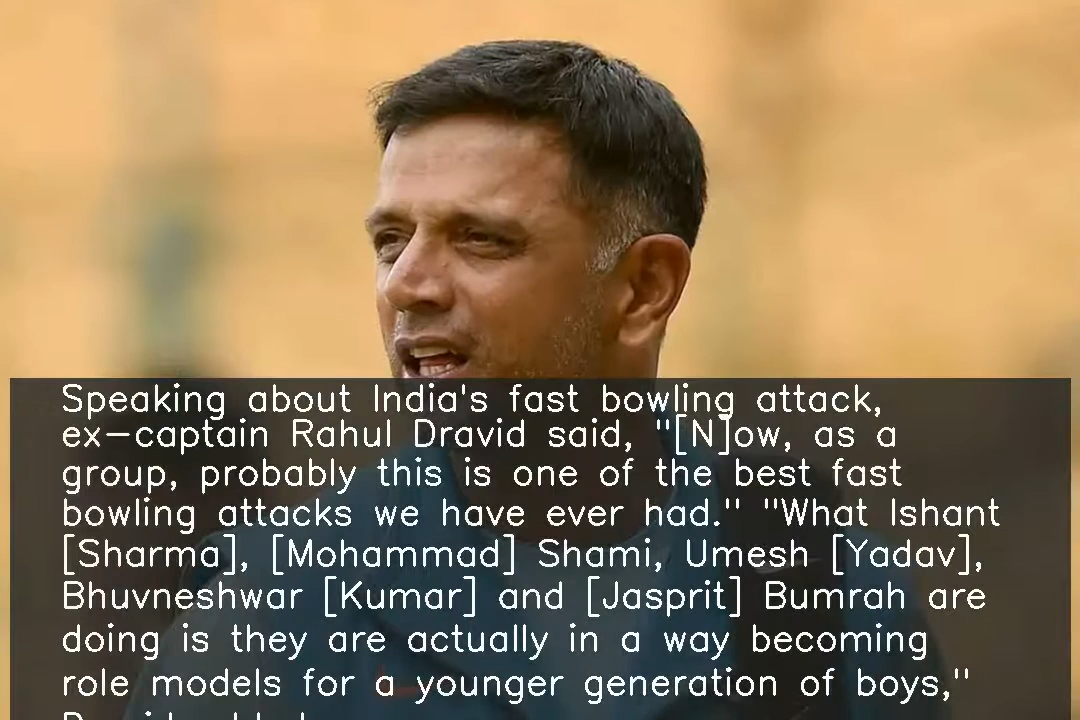 Speaking about India's fast bowling attack,
ex-captain Rahul Dravid said, "[N]ow, as a
group, probably this is one of the best fast
bowling attacks we have ever had." "What Ishant
[Sharma], [Mohammad] Shami, Umesh [Yadav],
Bhuvneshwar [Kumar] and [Jasprit] Bumrah are
doing is they are actually in a way becoming
role models for a younger generation of boys,"